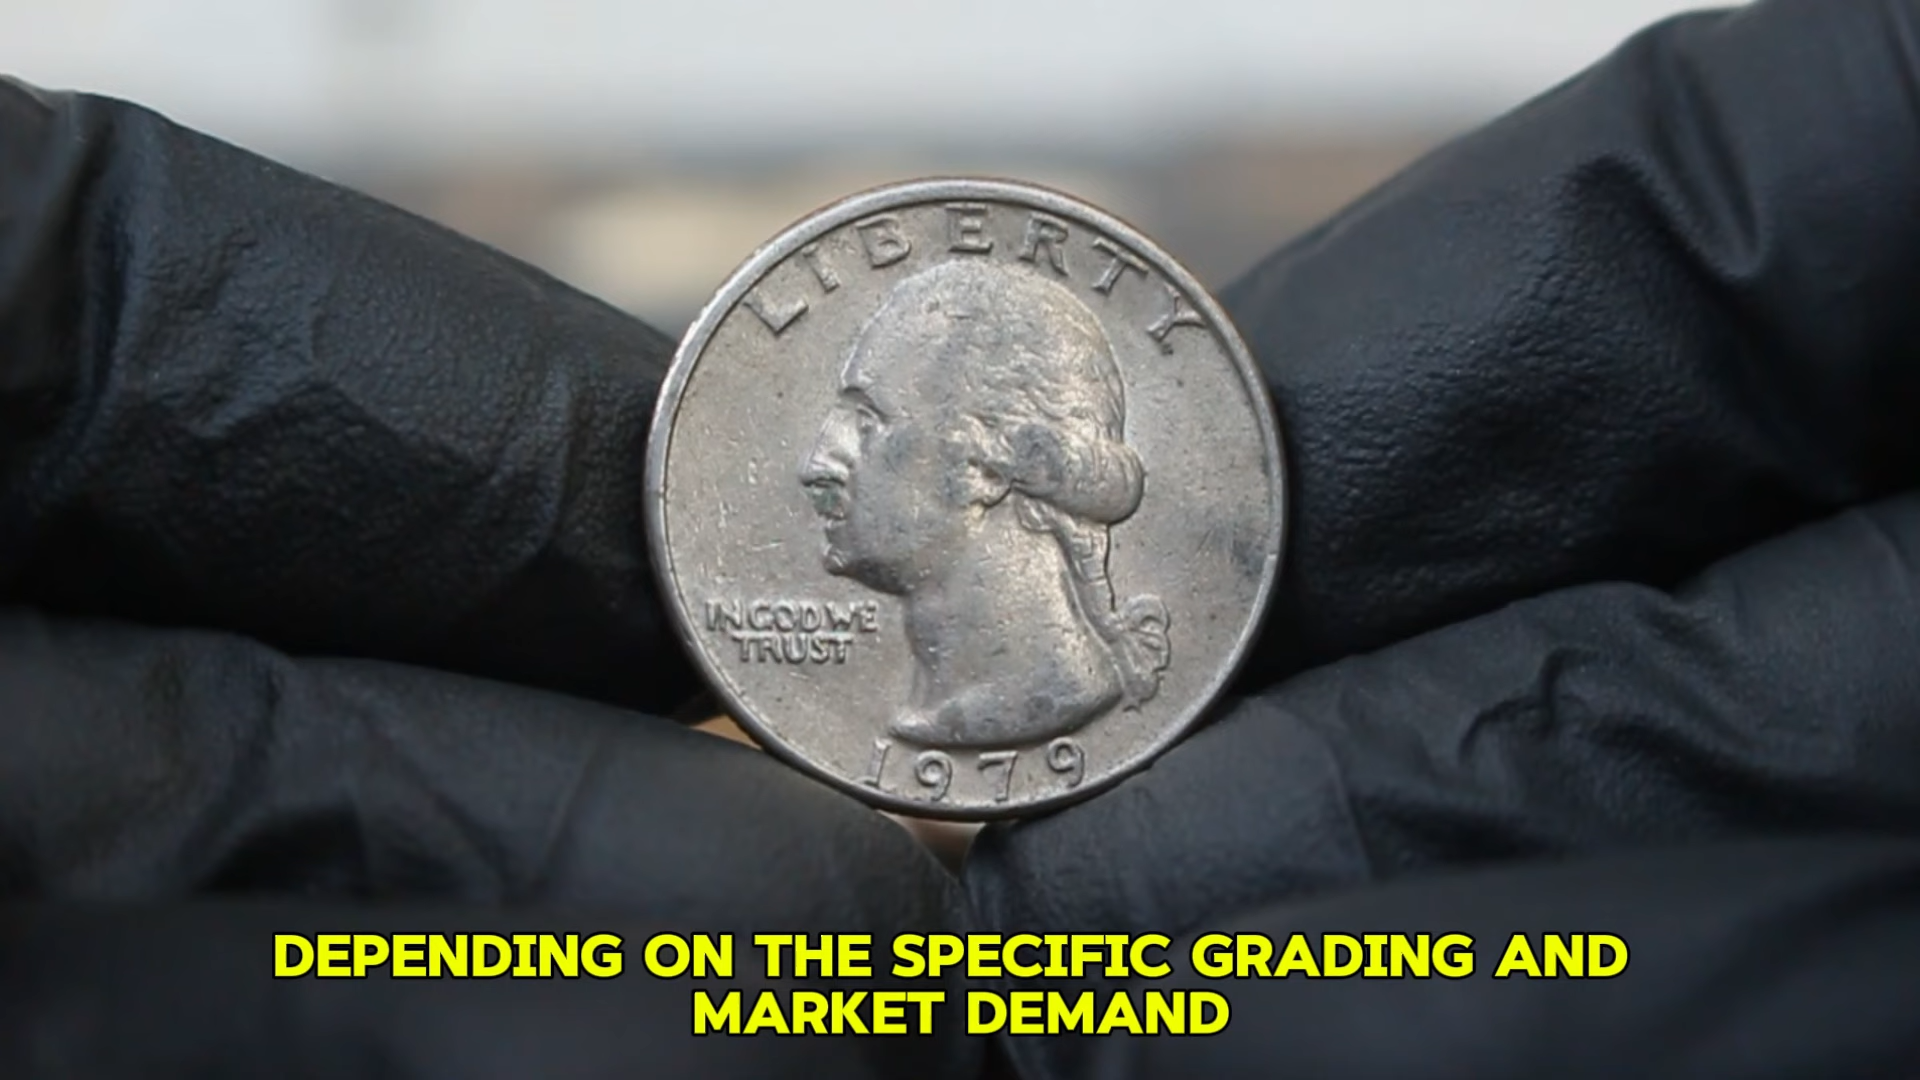 LIBERTY
IN GOD WE
TRUST
1979
DEPENDING ON THE SPECIFIC GRADING AND
MARKET DEMAND